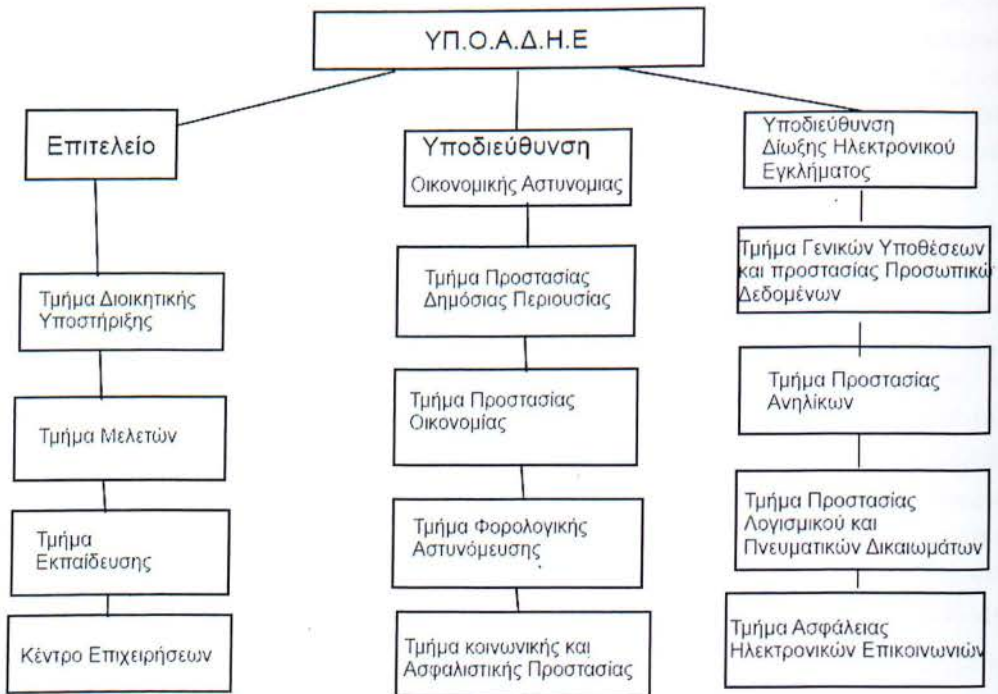 ΥΠ.Ο.Α.Δ.Η.Ε
Επιτελείο
Τμήμα Διοικητικής
Υποστήριξης
Τμήμα Μελετών
Τμήμα
Εκπαίδευσης
Κέντρο Επιχειρήσεων
Υποδιεύθυνση
Οικονομικής Αστυνομιας
Τμήμα Προστασίας
Δημόσιας Περιουσίας
Τμήμα Προστασίας
Οικονομίας
Τμήμα Φορολογικής
Αστυνόμευσης
Τμήμα κοινωνικής και
Ασφαλιστικής Προστασίας
Υποδιεύθυνση
Δίωξης Ηλεκτρονικού
Εγκλήματος
Τμήμα Γενικών Υποθέσεων
και προστασίας Προσωπικώ
Δεδομένων
Τμήμα Προστασίας
Ανηλίκων
Τμήμα Προστασίας
Λογισμικού και
Πνευματικών Δικαιωμάτων
Τμήμα Ασφάλειας
Ηλεκτρονικών Επικοινωνιών